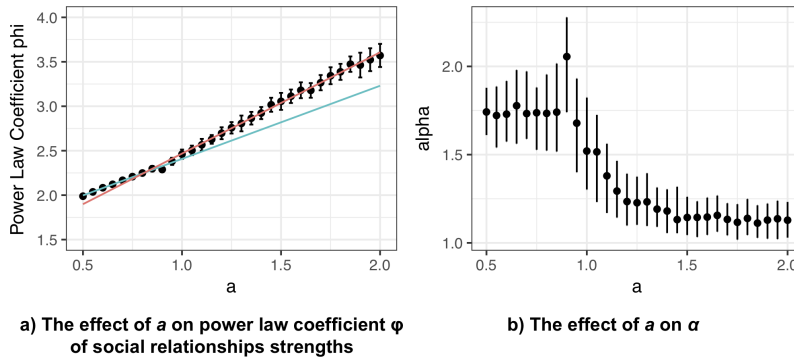 4.0
3.5
3.0
2.5
2.0
1.5
Power Law Coefficient phi
0.5 1.0 1.5 2.0
a
a) The effect of a on power law coefficient φ
of social relationships strengths
2.0
1.5
1.0
alpha
0.5 1.0 1.5 2.0
a
b) The effect of a on α